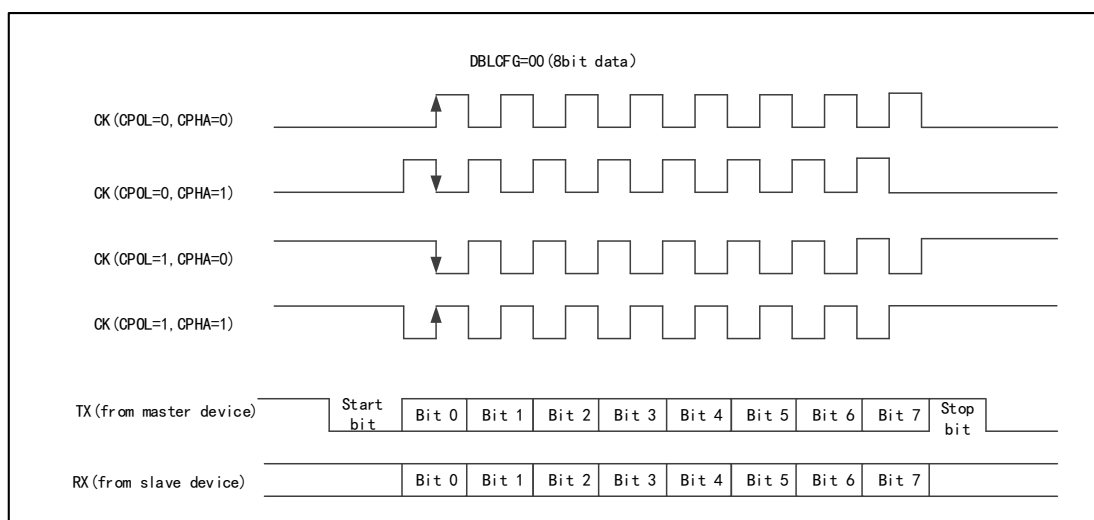 DBLCFG=00(8bit data)
CK(CPOL=0,CPHA=0)
CK(CPOL=0,CPHA=1)
CK(CPOL=1,CPHA=0)
CK(CPOL=1,CPHA=1)
TX(from master device) Start bit Bit 0 Bit 1 Bit 2 Bit 3 Bit 4 Bit 5 Bit 6 Bit 7 Stop bit
RX(from slave device) Bit 0 Bit 1 Bit 2 Bit 3 Bit 4 Bit 5 Bit 6 Bit 7